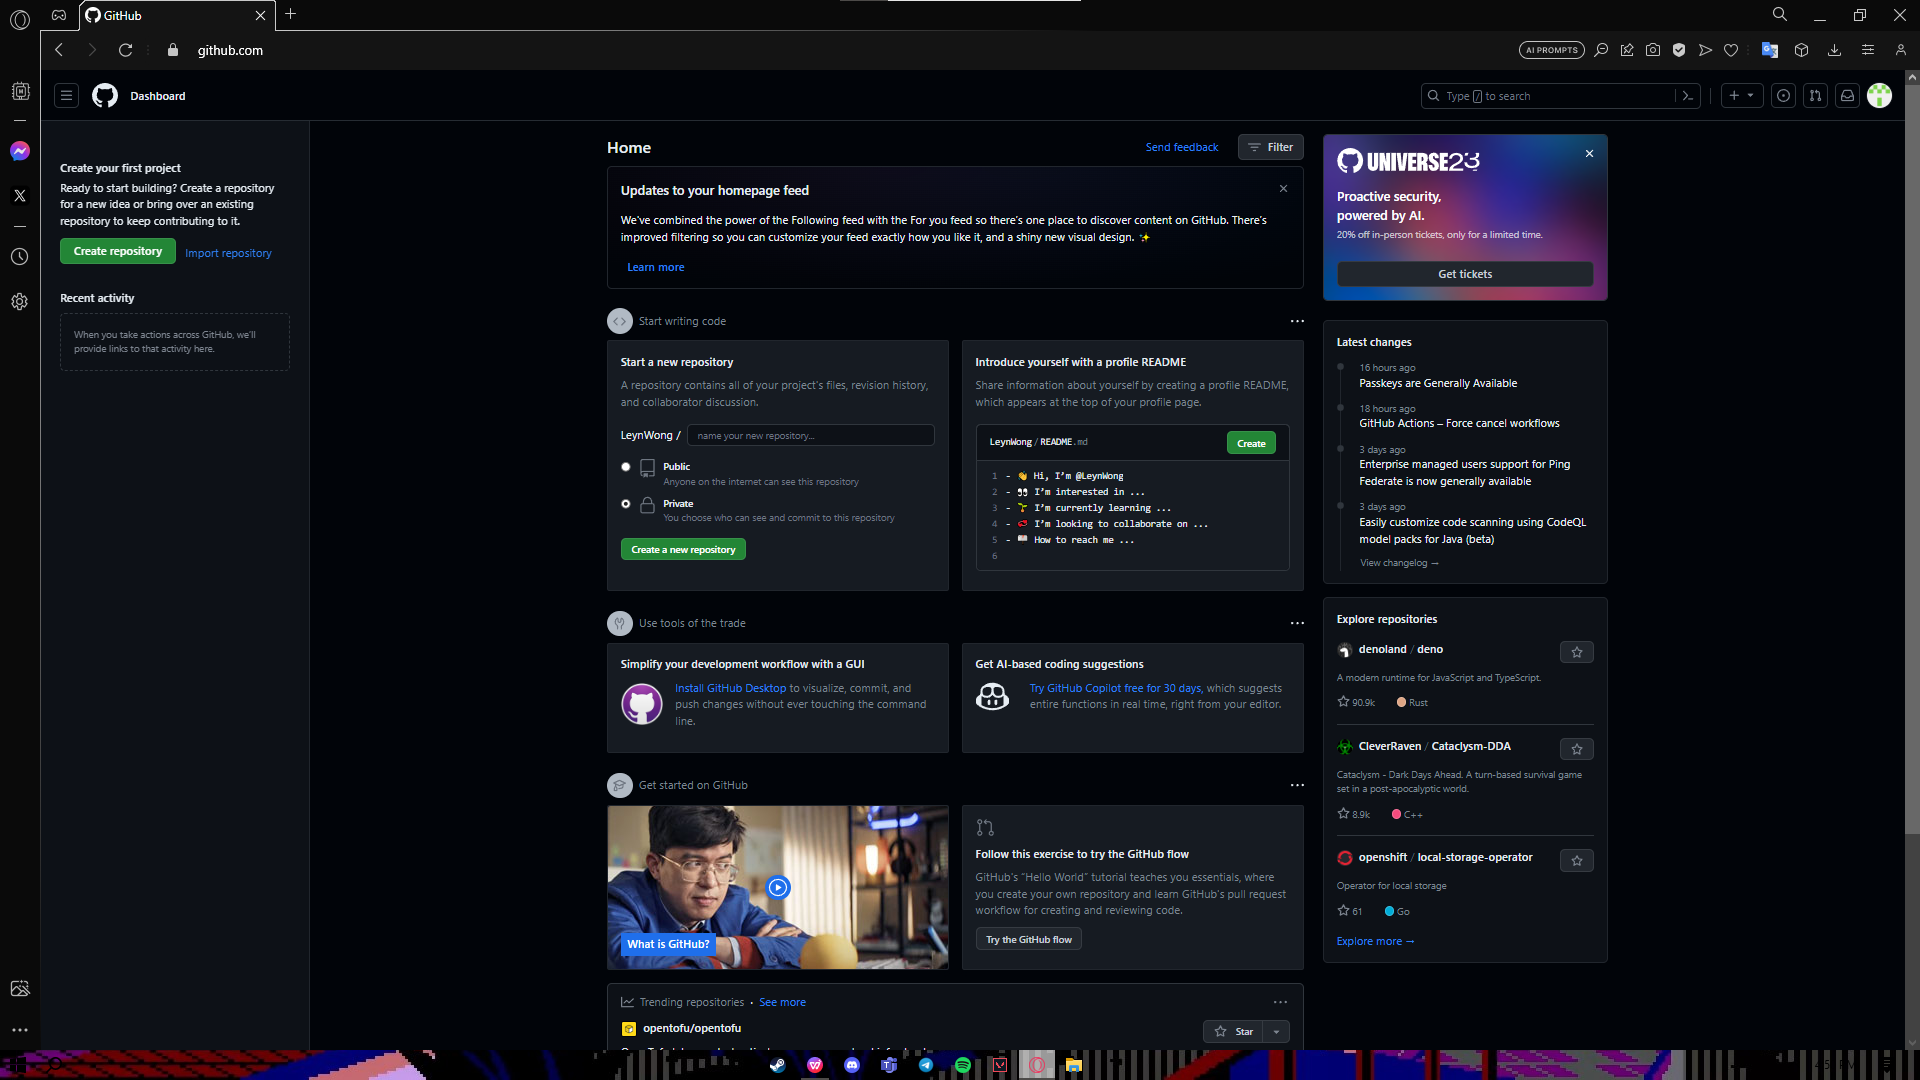 GitHub
github.com
AI PROMPTS
Dashboard
Type / to search
Create your first project
Ready to start building? Create a repository
for a new idea or bring over an existing
repository to keep contributing to it.
Create repository
Import repository
Recent activity
When you take actions across GitHub, we'll
provide links to that activity here.
Home
Send feedback
Filter
Updates to your homepage feed
We've combined the power of the Following feed with the For you feed so there's one place to discover content on GitHub. There's
improved filtering so you can customize your feed exactly how you like it, and a shiny new visual design. ✨
Learn more
Start writing code
Start a new repository
A repository contains all of your project's files, revision history,
and collaborator discussion.
LeynWong /
name your new repository...
Public
Anyone on the internet can see this repository
Private
You choose who can see and commit to this repository
Create a new repository
Introduce yourself with a profile README
Share information about yourself by creating a profile README,
which appears at the top of your profile page.
LeynWong / README.md
Create
1 - 👋 Hi, I'm @LeynWong
2 - 👀 I'm interested in ...
3 - 🌱 I'm currently learning ...
4 - 💞️ I'm looking to collaborate on ...
5 - 📫 How to reach me ...
6
Use tools of the trade
Simplify your development workflow with a GUI
Install GitHub Desktop to visualize, commit, and
push changes without ever touching the command
line.
Get AI-based coding suggestions
Try GitHub Copilot free for 30 days, which suggests
entire functions in real time, right from your editor.
Get started on GitHub
What is GitHub?
Follow this exercise to try the GitHub flow
GitHub's "Hello World" tutorial teaches you essentials, where
you create your own repository and learn GitHub's pull request
workflow for creating and reviewing code.
Try the GitHub flow
Trending repositories · See more
opentofu/opentofu
Star
UNIVERSE23
Proactive security,
powered by AI.
20% off in-person tickets, only for a limited time.
Get tickets
Latest changes
16 hours ago
Passkeys are Generally Available
18 hours ago
GitHub Actions – Force cancel workflows
3 days ago
Enterprise managed users support for Ping
Federate is now generally available
3 days ago
Easily customize code scanning using CodeQL
model packs for Java (beta)
View changelog →
Explore repositories
denoland / deno
A modern runtime for JavaScript and TypeScript.
90.9k
Rust
CleverRaven / Cataclysm-DDA
Cataclysm - Dark Days Ahead. A turn-based survival game
set in a post-apocalyptic world.
8.9k
C++
openshift / local-storage-operator
Operator for local storage
61
Go
Explore more →